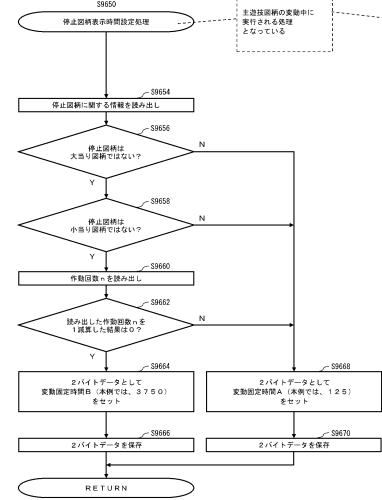 S9650
停止図柄表示時間設定処理
主遊技図柄の変動中に
実行される処理
となっている
S9654
停止図柄に関する情報を読み出し
S9656
停止図柄は
大当り図柄ではない?
N
Y
S9658
停止図柄は
小当り図柄ではない?
N
Y
S9660
作動回数nを読み出し
S9662
読み出した作動回数nを
1減算した結果は0?
N
Y
S9664
2バイトデータとして
変動固定時間B(本例では、3750)
をセット
S9668
2バイトデータとして
変動固定時間A(本例では、125)
をセット
S9666
2バイトデータを保存
S9670
2バイトデータを保存
RETURN